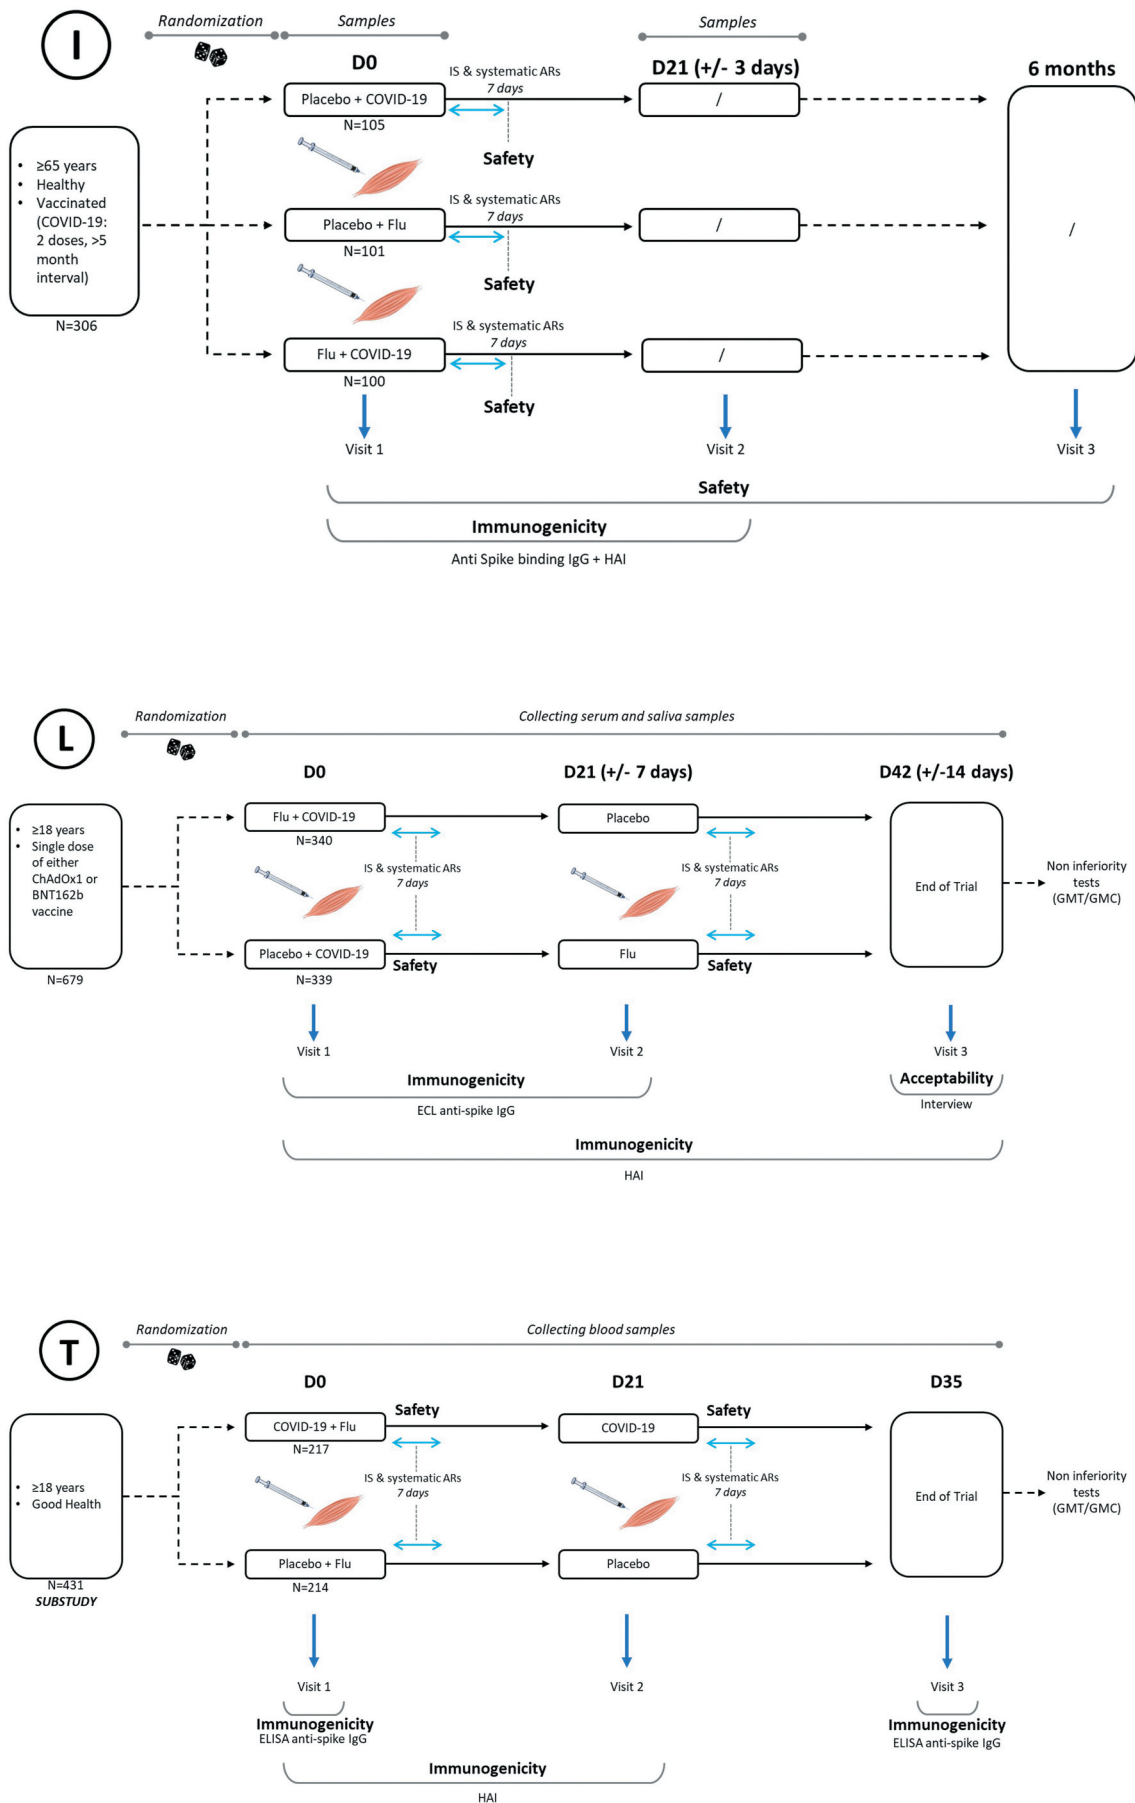 I
Randomization
Samples
Samples
D0
D21 (+/- 3 days)
6 months
IS & systematic ARs
7 days
Placebo + COVID-19
/
N=105
Safety
• ≥65 years
• Healthy
• Vaccinated
(COVID-19:
2 doses, >5
month
interval)
N=306
IS & systematic ARs
7 days
Placebo + Flu
/
/
N=101
Safety
IS & systematic ARs
7 days
Flu + COVID-19
/
N=100
Safety
Visit 1
Visit 2
Visit 3
Safety
Immunogenicity
Anti Spike binding IgG + HAI
L
Randomization
Collecting serum and saliva samples
D0
D21 (+/- 7 days)
D42 (+/-14 days)
• ≥18 years
• Single dose
of either
ChAdOx1 or
BNT162b
vaccine
N=679
Flu + COVID-19
N=340
Placebo
IS & systematic ARs
7 days
IS & systematic ARs
7 days
End of Trial
Non inferiority
tests
(GMT/GMC)
Placebo + COVID-19
N=339
Safety
Flu
Safety
Visit 1
Visit 2
Visit 3
Immunogenicity
ECL anti-spike IgG
Acceptability
Interview
Immunogenicity
HAI
T
Randomization
Collecting blood samples
D0
D21
D35
• ≥18 years
• Good Health
N=431
SUBSTUDY
COVID-19 + Flu
N=217
Safety
COVID-19
Safety
IS & systematic ARs
7 days
IS & systematic ARs
7 days
End of Trial
Non inferiority
tests
(GMT/GMC)
Placebo + Flu
N=214
Placebo
Visit 1
Visit 2
Visit 3
Immunogenicity
ELISA anti-spike IgG
Immunogenicity
ELISA anti-spike IgG
Immunogenicity
HAI